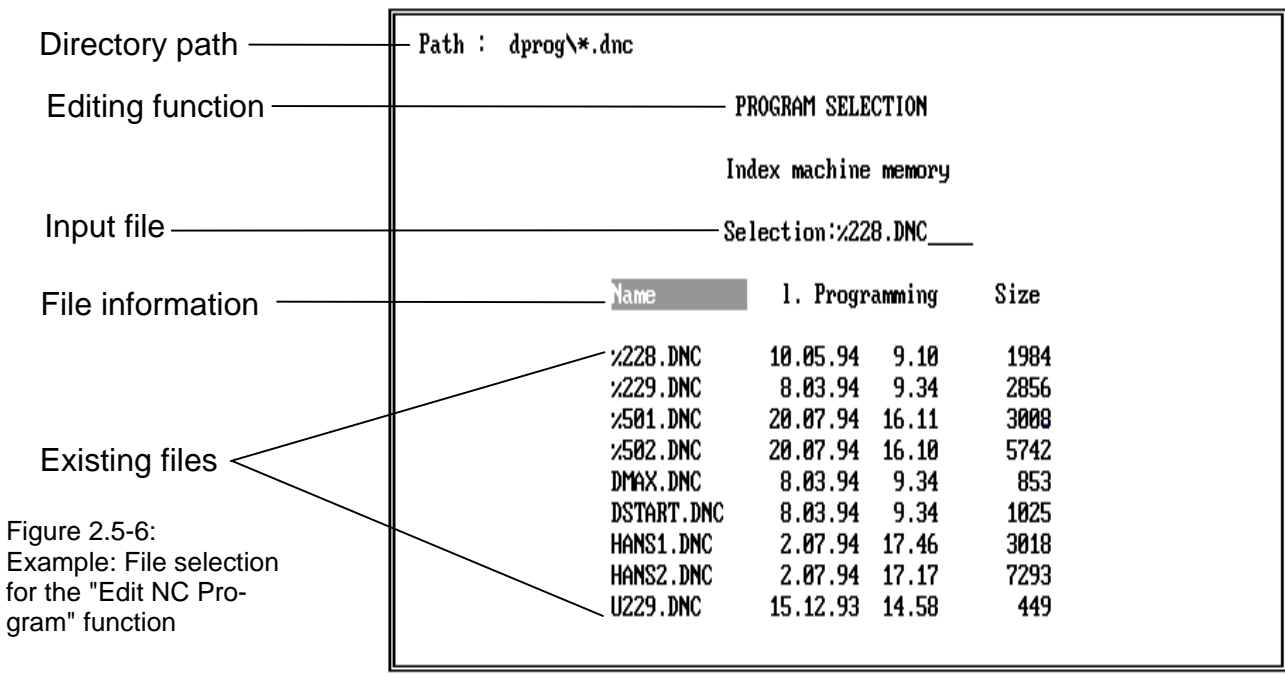 Directory path
Path : dprog\*.dnc
Editing function
PROGRAM SELECTION
Index machine memory
Input file
Selection:%228.DNC____
File information
Name 1. Programming Size
%228.DNC 10.05.94 9.10 1984
%229.DNC 8.03.94 9.34 2856
%501.DNC 20.07.94 16.11 3008
%502.DNC 20.07.94 16.10 5742
Existing files
DMAX.DNC 8.03.94 9.34 853
DSTART.DNC 8.03.94 9.34 1025
HANS1.DNC 2.07.94 17.46 3018
HANS2.DNC 2.07.94 17.17 7293
U229.DNC 15.12.93 14.58 449
Figure 2.5-6:
Example: File selection
for the "Edit NC Pro-
gram" function